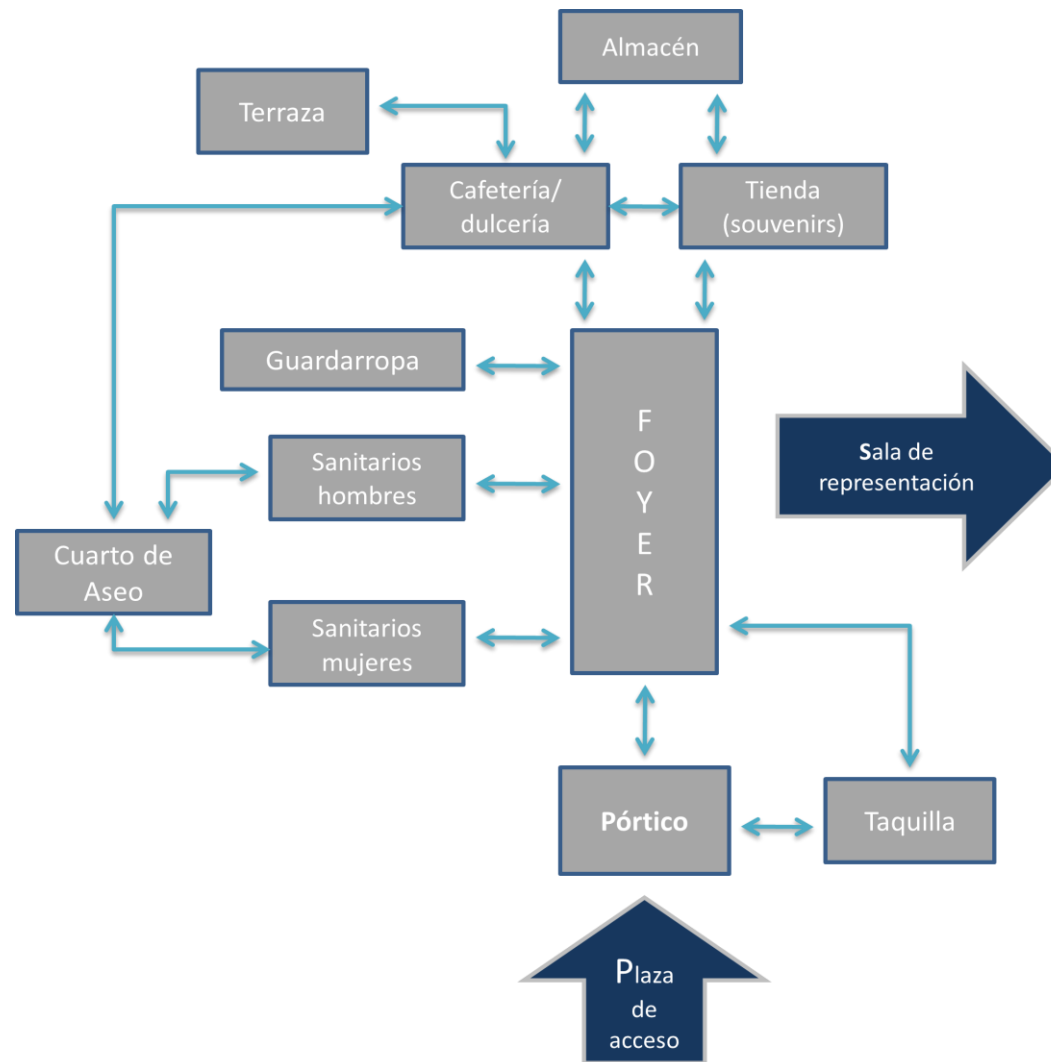 Almacén
Terraza
Cafetería/
dulcería
Tienda
(souvenirs)
Guardarropa
F
O
Y
E
R
Sala de
representación
Sanitarios
hombres
Cuarto de
Aseo
Sanitarios
mujeres
Pórtico
Taquilla
Plaza
de
acceso